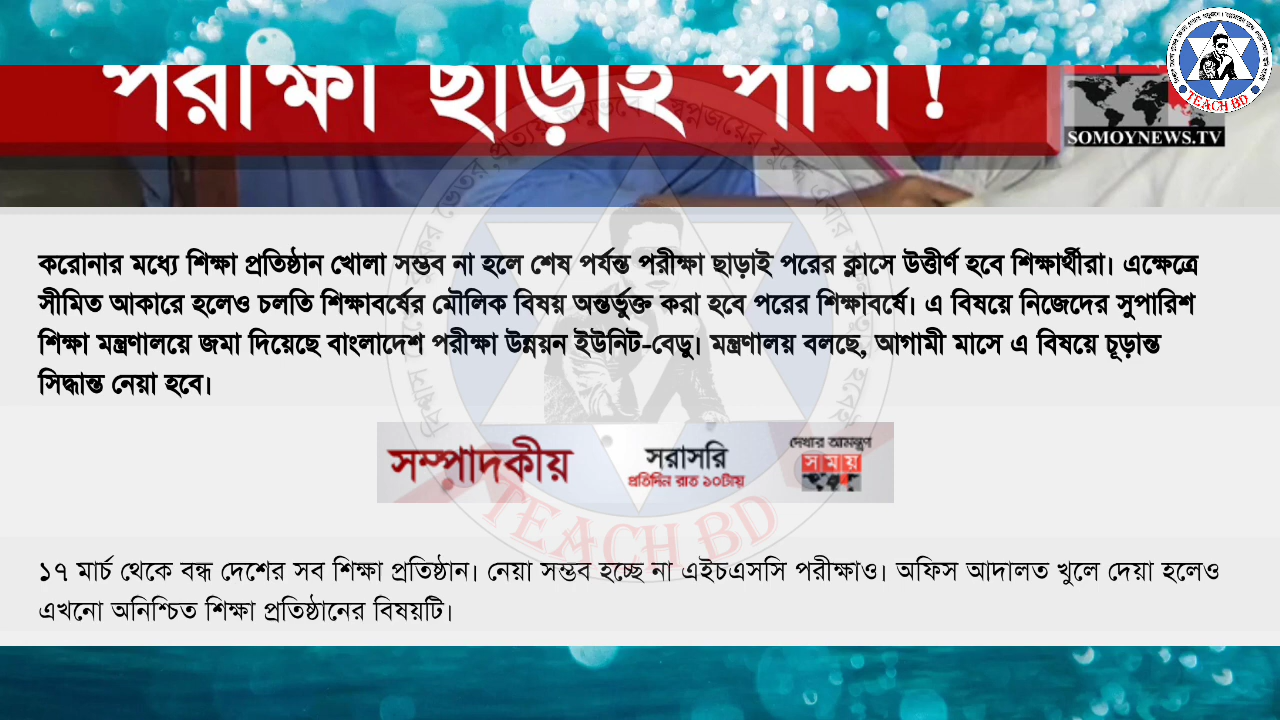 পরীক্ষা ছাড়াই পাশ!
SOMOYNEWS.TV
TEACH BD
করোনার মধ্যে শিক্ষা প্রতিষ্ঠান খোলা সম্ভব না হলে শেষ পর্যন্ত পরীক্ষা ছাড়াই পরের ক্লাসে উত্তীর্ণ হবে শিক্ষার্থীরা। এক্ষেত্রে
সীমিত আকারে হলেও চলতি শিক্ষাবর্ষের মৌলিক বিষয় অন্তর্ভুক্ত করা হবে পরের শিক্ষাবর্ষে। এ বিষয়ে নিজেদের সুপারিশ
শিক্ষা মন্ত্রণালয়ে জমা দিয়েছে বাংলাদেশ পরীক্ষা উন্নয়ন ইউনিট-বেডু। মন্ত্রণালয় বলছে, আগামী মাসে এ বিষয়ে চূড়ান্ত
সিদ্ধান্ত নেয়া হবে।
সম্পাদকীয়
সরাসরি
প্রতিদিন রাত ১০টায়
দেখার আমন্ত্রণ
সময়
TEACH BD
১৭ মার্চ থেকে বন্ধ দেশের সব শিক্ষা প্রতিষ্ঠান। নেয়া সম্ভব হচ্ছে না এইচএসসি পরীক্ষাও। অফিস আদালত খুলে দেয়া হলেও
এখনো অনিশ্চিত শিক্ষা প্রতিষ্ঠানের বিষয়টি।